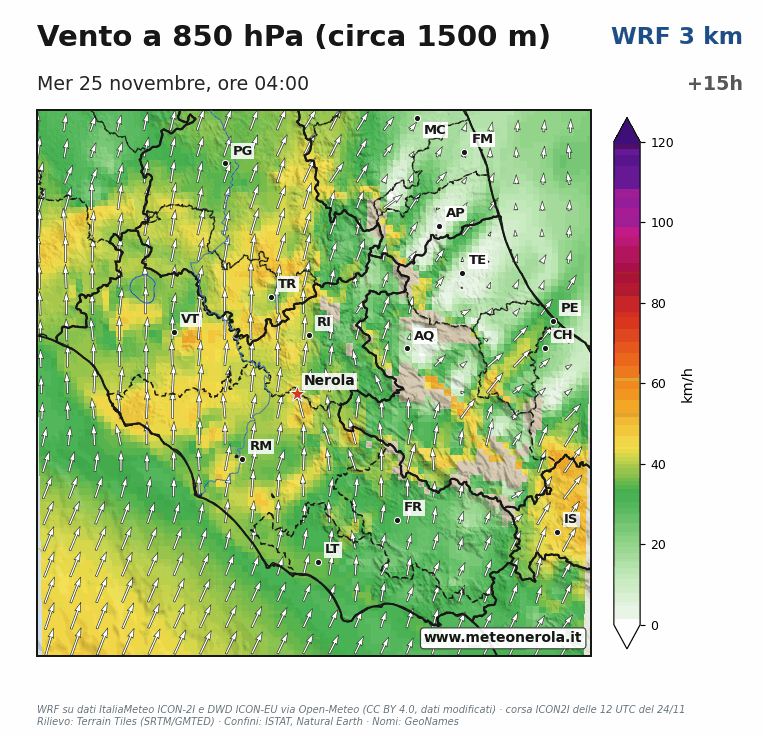 Vento a 850 hPa (circa 1500 m)
WRF 3 km
Mer 25 novembre, ore 04:00
+15h
MC
FM
PG
AP
TE
TR
PE
VT
RI
AQ
CH
Nerola
RM
FR
IS
LT
www.meteonerola.it
120
100
80
60
40
20
0
km/h
WRF su dati ItaliaMeteo ICON-2I e DWD ICON-EU via Open-Meteo (CC BY 4.0, dati modificati) · corsa ICON2I delle 12 UTC del 24/11
Rilievo: Terrain Tiles (SRTM/GMTED) · Confini: ISTAT, Natural Earth · Nomi: GeoNames